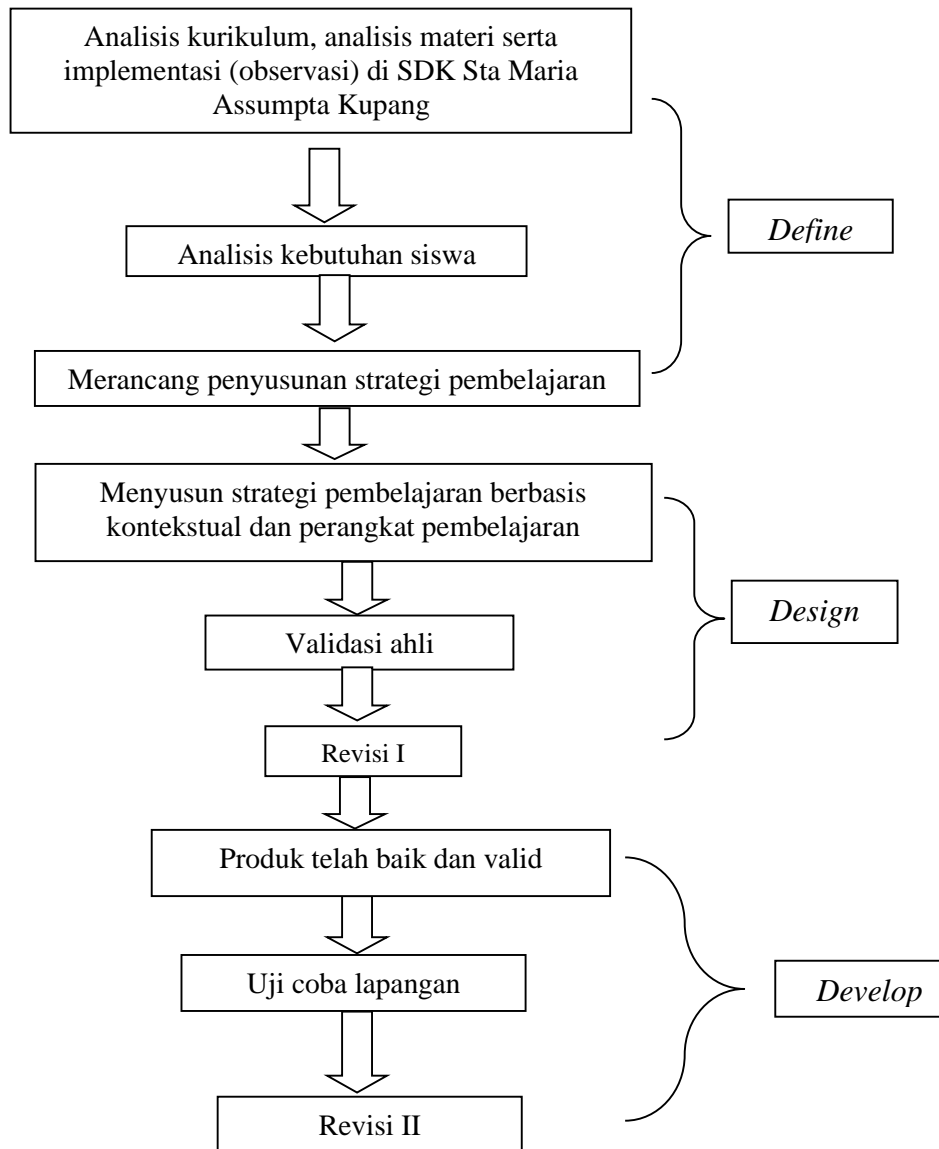 Analisis kurikulum, analisis materi serta
implementasi (observasi) di SDK Sta Maria
Assumpta Kupang
Define
Analisis kebutuhan siswa
Merancang penyusunan strategi pembelajaran
Menyusun strategi pembelajaran berbasis
kontekstual dan perangkat pembelajaran
Design
Validasi ahli
Revisi I
Produk telah baik dan valid
Uji coba lapangan
Develop
Revisi II